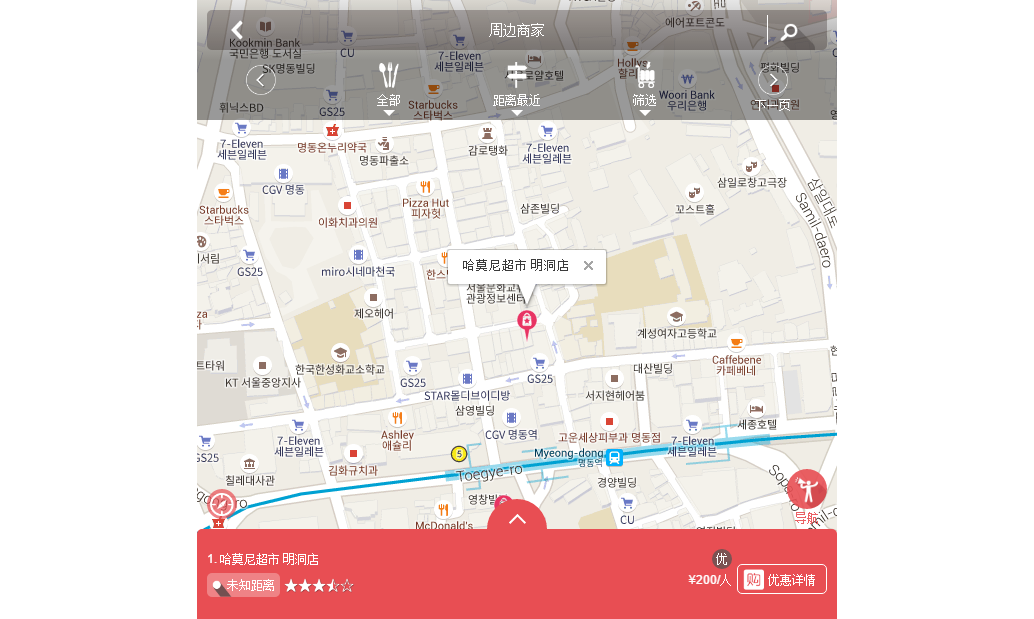 周边商家
에어포트콘도
Kookmin Bank
국민은행 도서실
CU
7-Eleven
세븐일레븐
SK명동빌딩
휘닉스BD
CU
Starbucks
스타벅스
Hollys
Woori Bank
우리은행
평화빌딩
全部
距离最近
筛选
下一页
7-Eleven
세븐일레븐
명동온누리약국
명동파출소
감로탱화
7-Eleven
세븐일레븐
CGV 명동
삼일로창고극장
Starbucks
스타벅스
이화치과의원
Pizza Hut
피자헛
삼존빌딩
꼬스트홀
삼일대로
Samil-daero
서림
GS25
miro시네마천국
한스
哈莫尼超市 明洞店
서울문화교
관광정보센터
제오헤어
계성여자고등학교
트타워
KT 서울중앙지사
한국한성화교소학교
GS25
GS25
대산빌딩
Caffebene
카페베네
STAR몰디브이디방
삼영빌딩
서지현헤어붐
세종호텔
7-Eleven
세븐일레븐
Ashley
애슐리
CGV 명동역
고운세상피부과 명동점
7-Eleven
세븐일레븐
GS25
칠레대사관
김화규치과
5
Toegye-ro
Myeong-dong
명동역
경양빌딩
영창빌
CU
McDonald's
导航
1. 哈莫尼超市 明洞店
未知距离
优
¥200/人
购 优惠详情